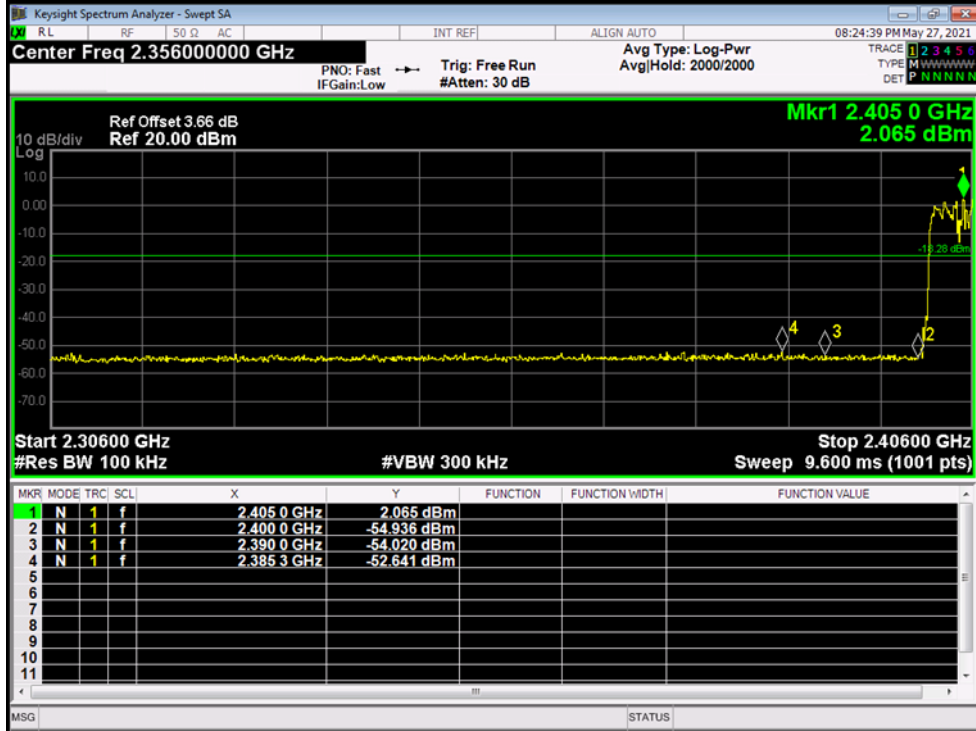 Keysight Spectrum Analyzer - Swept SA
LXI RL RF 50 Ω AC INT REF ALIGN AUTO 08:24:39 PM May 27, 2021
Center Freq 2.356000000 GHz
PNO: Fast
IFGain:Low
Trig: Free Run
#Atten: 30 dB
Avg Type: Log-Pwr
Avg|Hold: 2000/2000
TRACE 1 2 3 4 5 6
TYPE M W W W W W
DET P N N N N N
Mkr1 2.405 0 GHz
2.065 dBm
Ref Offset 3.66 dB
10 dB/div Ref 20.00 dBm
Log
10.0
0.00
-10.0
-18.28 dBm
-20.0
-30.0
-40.0
-50.0
-60.0
-70.0
1
4
3
2
Start 2.30600 GHz Stop 2.40600 GHz
#Res BW 100 kHz #VBW 300 kHz Sweep 9.600 ms (1001 pts)
MKR MODE TRC SCL X Y FUNCTION FUNCTION WIDTH FUNCTION VALUE
1 N 1 f 2.405 0 GHz 2.065 dBm
2 N 1 f 2.400 0 GHz -54.936 dBm
3 N 1 f 2.390 0 GHz -54.020 dBm
4 N 1 f 2.385 3 GHz -52.641 dBm
5
6
7
8
9
10
11
MSG STATUS